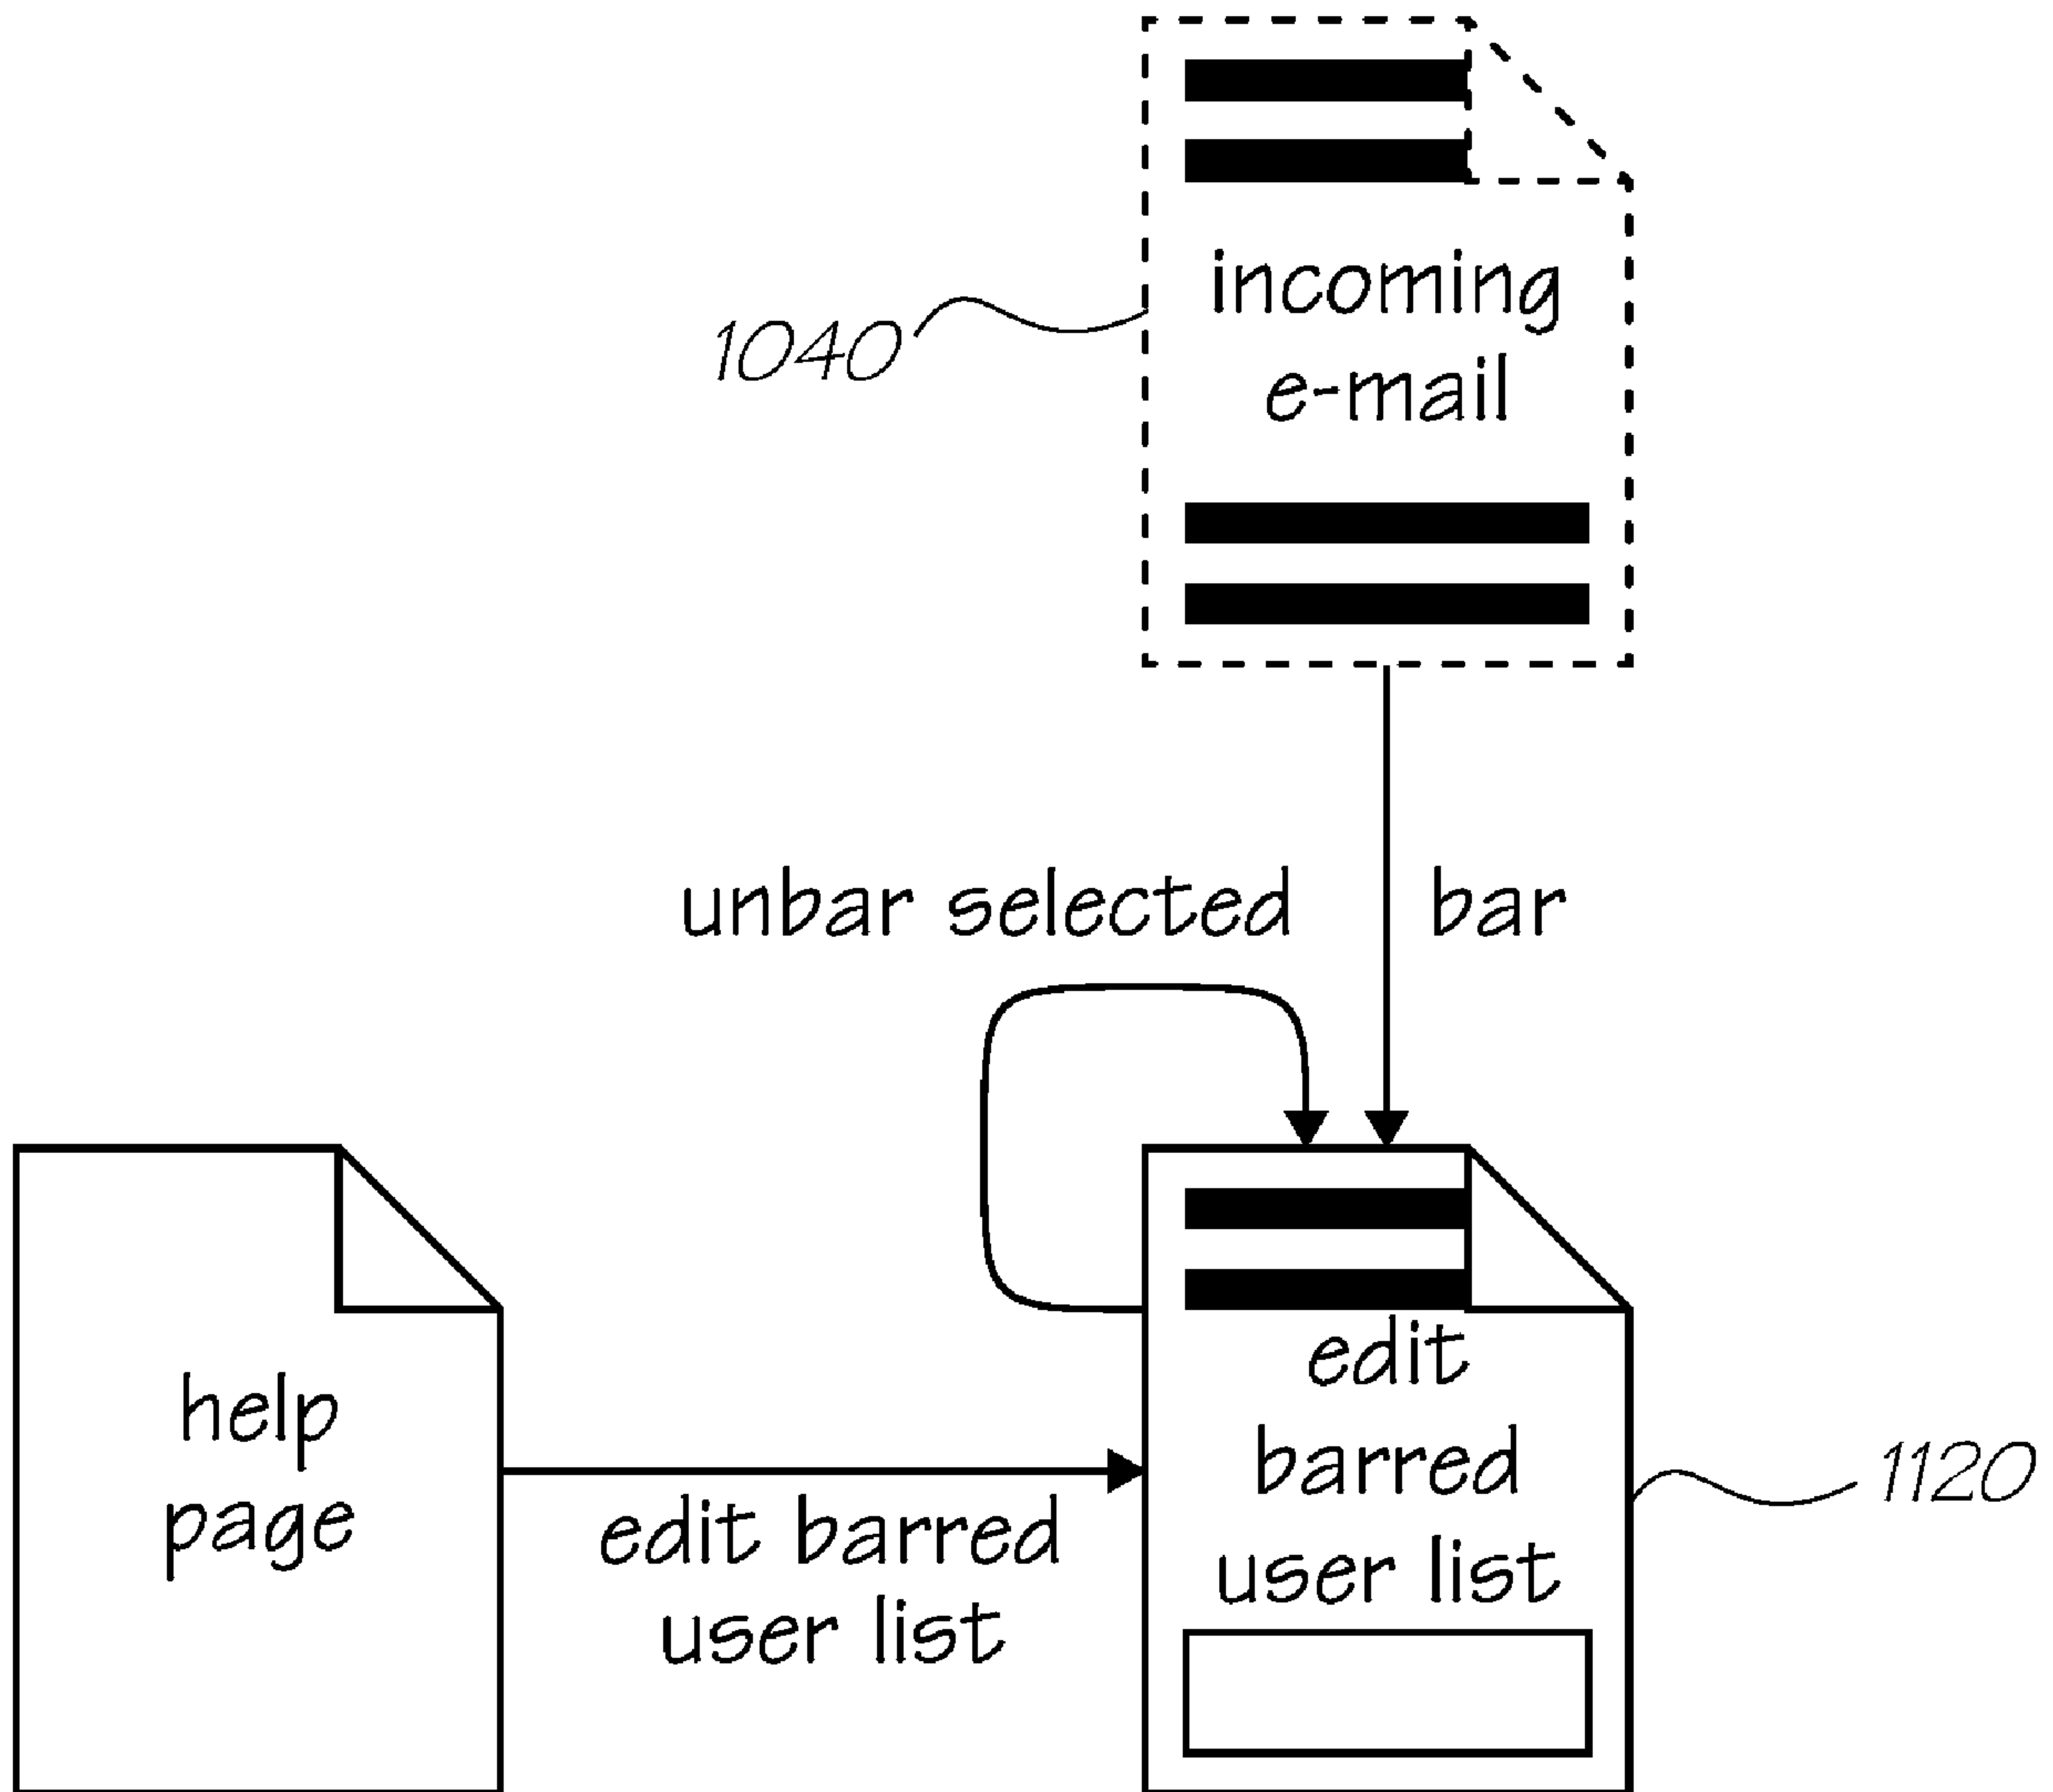 incoming
1040
e-mail
unbar selected
bar
help
page
edit barred
user list
edit
barred
user list
1120